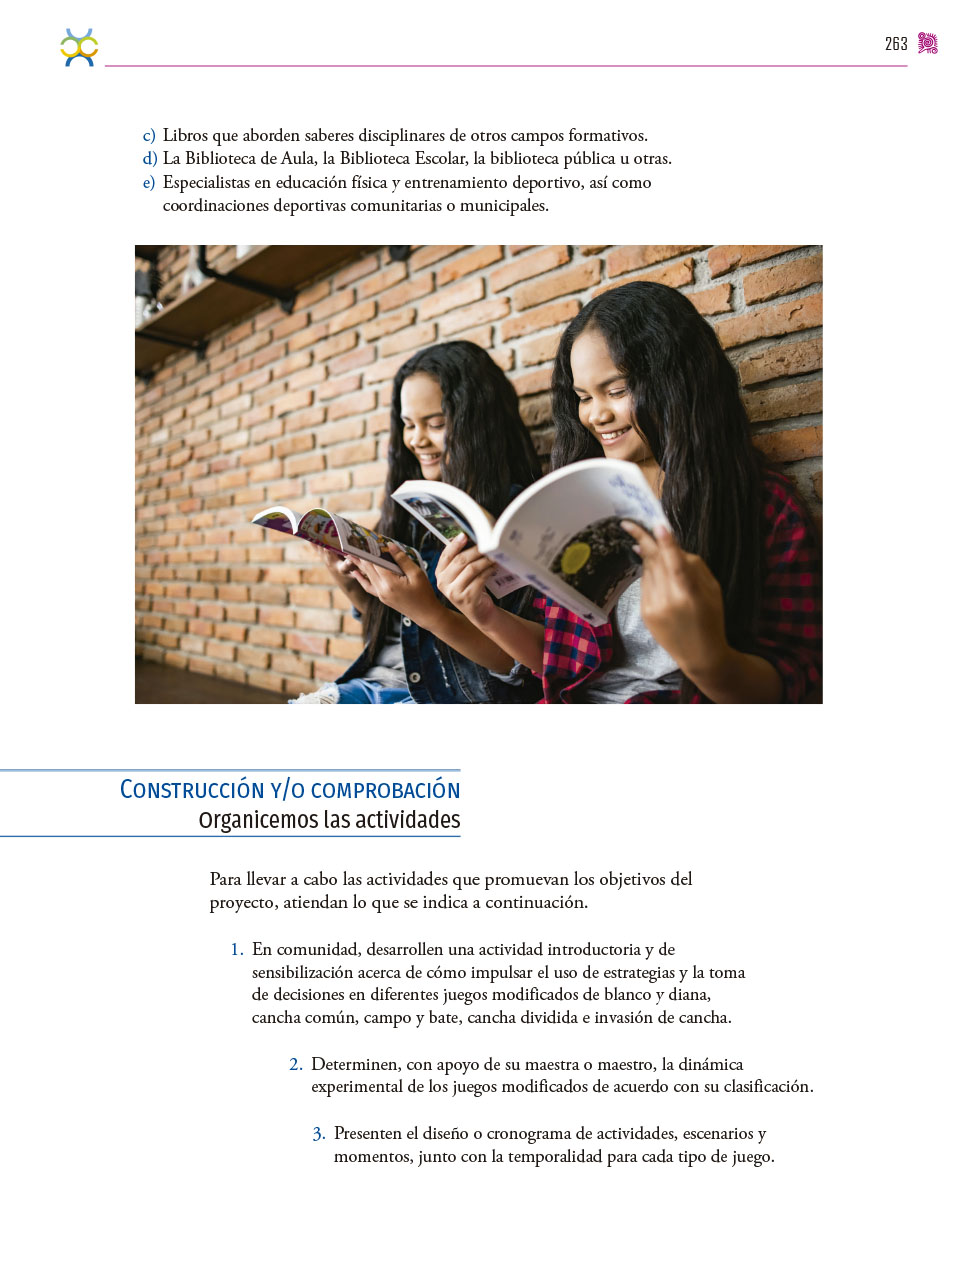 263
c) Libros que aborden saberes disciplinares de otros campos formativos.
d) La Biblioteca de Aula, la Biblioteca Escolar, la biblioteca pública u otras.
e) Especialistas en educación física y entrenamiento deportivo, así como
coordinaciones deportivas comunitarias o municipales.
Construcción y/o comprobación
Organicemos las actividades
Para llevar a cabo las actividades que promuevan los objetivos del
proyecto, atiendan lo que se indica a continuación.
1. En comunidad, desarrollen una actividad introductoria y de
sensibilización acerca de cómo impulsar el uso de estrategias y la toma
de decisiones en diferentes juegos modificados de blanco y diana,
cancha común, campo y bate, cancha dividida e invasión de cancha.
2. Determinen, con apoyo de su maestra o maestro, la dinámica
experimental de los juegos modificados de acuerdo con su clasificación.
3. Presenten el diseño o cronograma de actividades, escenarios y
momentos, junto con la temporalidad para cada tipo de juego.